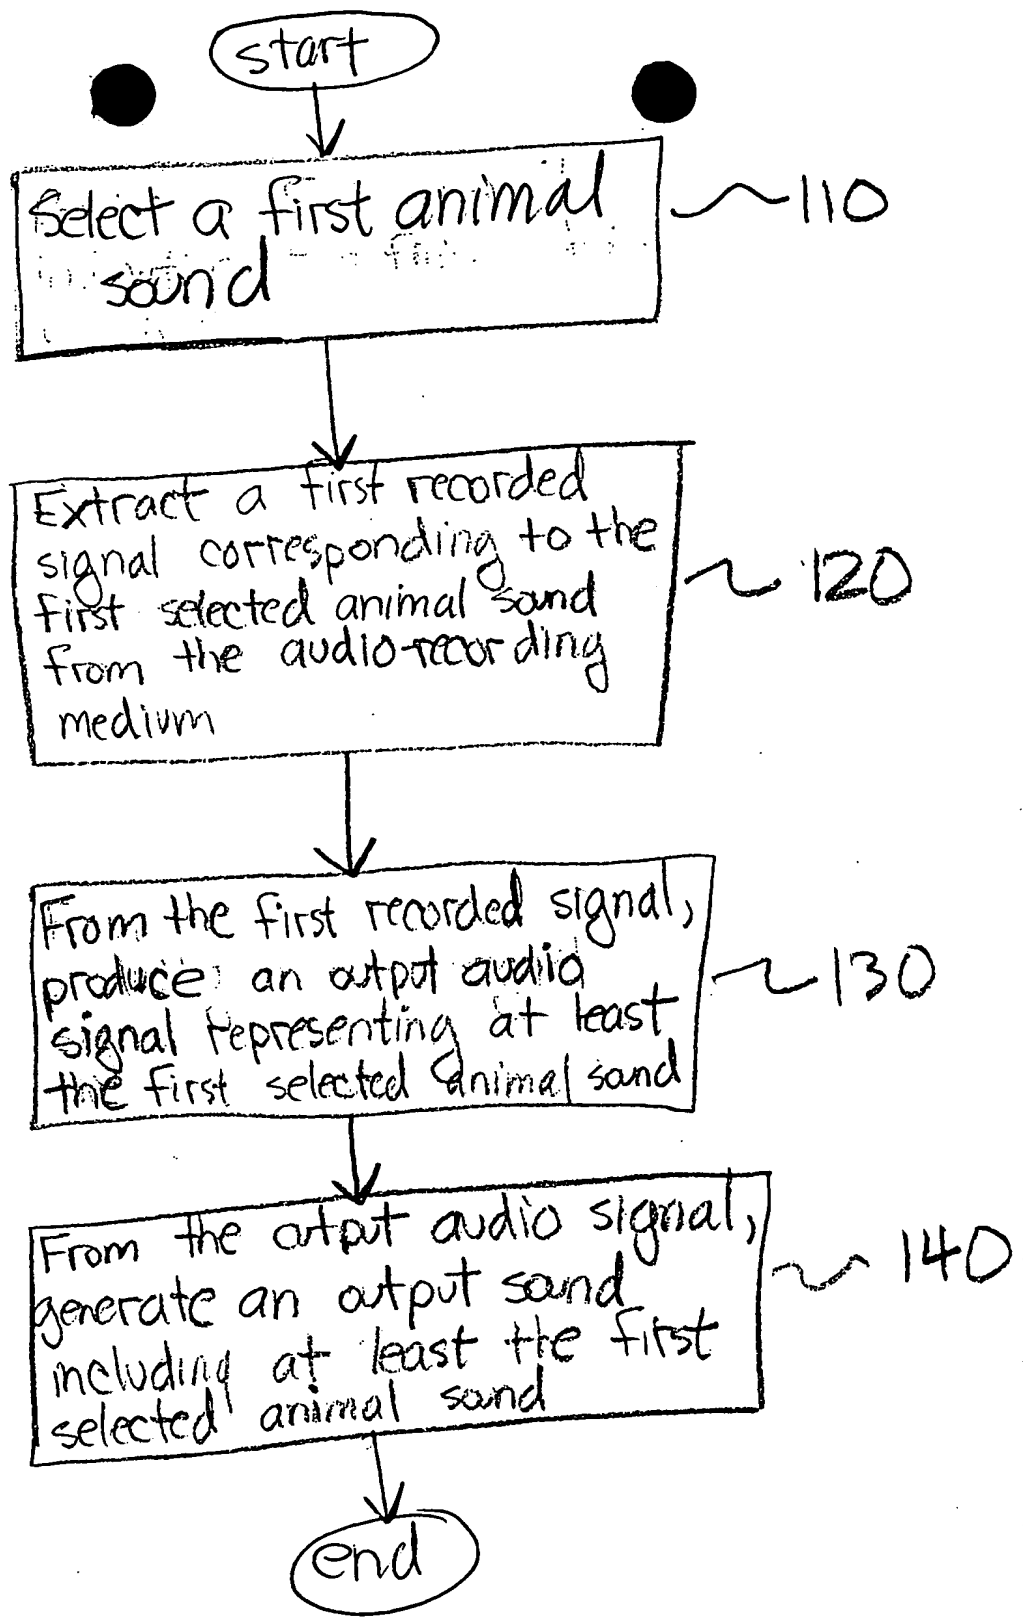 start
Select a first animal
sound
110
Extract a first recorded
signal corresponding to the
first selected animal sound
from the audio-recording
medium
120
From the first recorded signal,
produce an output audio
signal representing at least
the first selected animal sound
130
From the output audio signal,
generate an output sound
including at least the first
selected animal sound
140
end